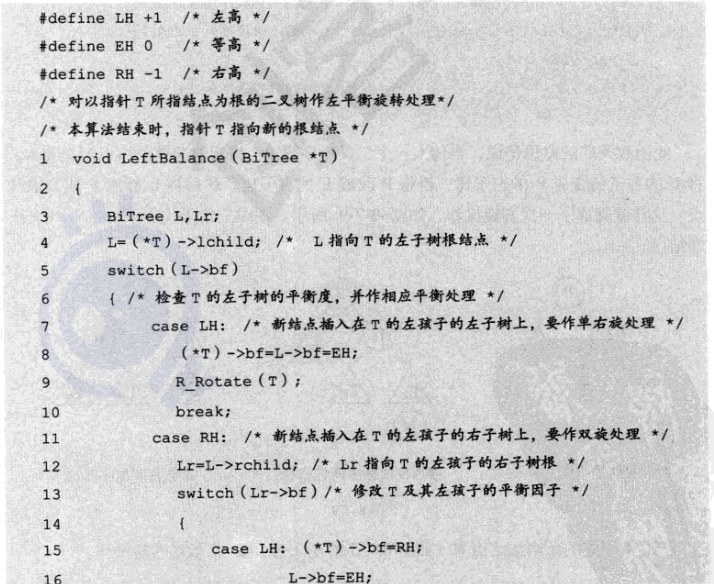 #define LH +1 /* 左高 */
#define EH 0 /* 等高 */
#define RH -1 /* 右高 */
/* 对以指针 T 所指结点为根的二叉树作左平衡旋转处理*/
/* 本算法结束时，指针 T 指向新的根结点 */
1 void LeftBalance(BiTree *T)
2 {
3 BiTree L,Lr;
4 L=(*T)->lchild; /* L 指向 T 的左子树根结点 */
5 switch(L->bf)
6 { /* 检查 T 的左子树的平衡度，并作相应平衡处理 */
7 case LH: /* 新结点插入在 T 的左孩子的左子树上，要作单右旋处理 */
8 (*T)->bf=L->bf=EH;
9 R_Rotate(T);
10 break;
11 case RH: /* 新结点插入在 T 的左孩子的右子树上，要作双旋处理 */
12 Lr=L->rchild; /* Lr 指向 T 的左孩子的右子树根 */
13 switch(Lr->bf)/* 修改 T 及其左孩子的平衡因子 */
14 {
15 case LH: (*T)->bf=RH;
16 L->bf=EH;